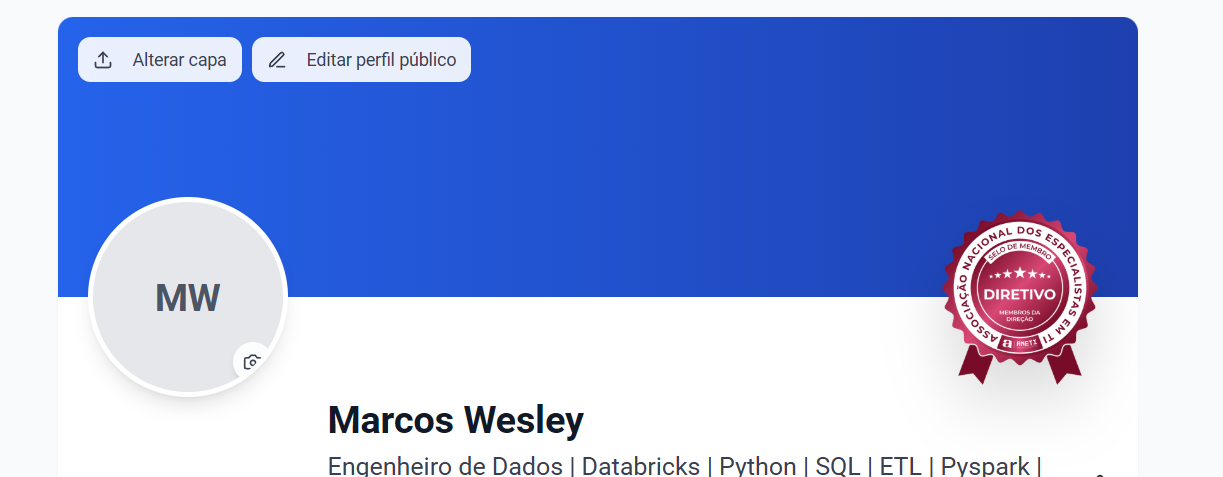 Alterar capa
Editar perfil público
MW
ASSOCIAÇÃO NACIONAL DOS ESPECIALISTAS EM TI
SELO DE MEMBRO
DIRETIVO
MEMBROS DA
DIREÇÃO
a ANETI
Marcos Wesley
Engenheiro de Dados | Databricks | Python | SQL | ETL | Pyspark |